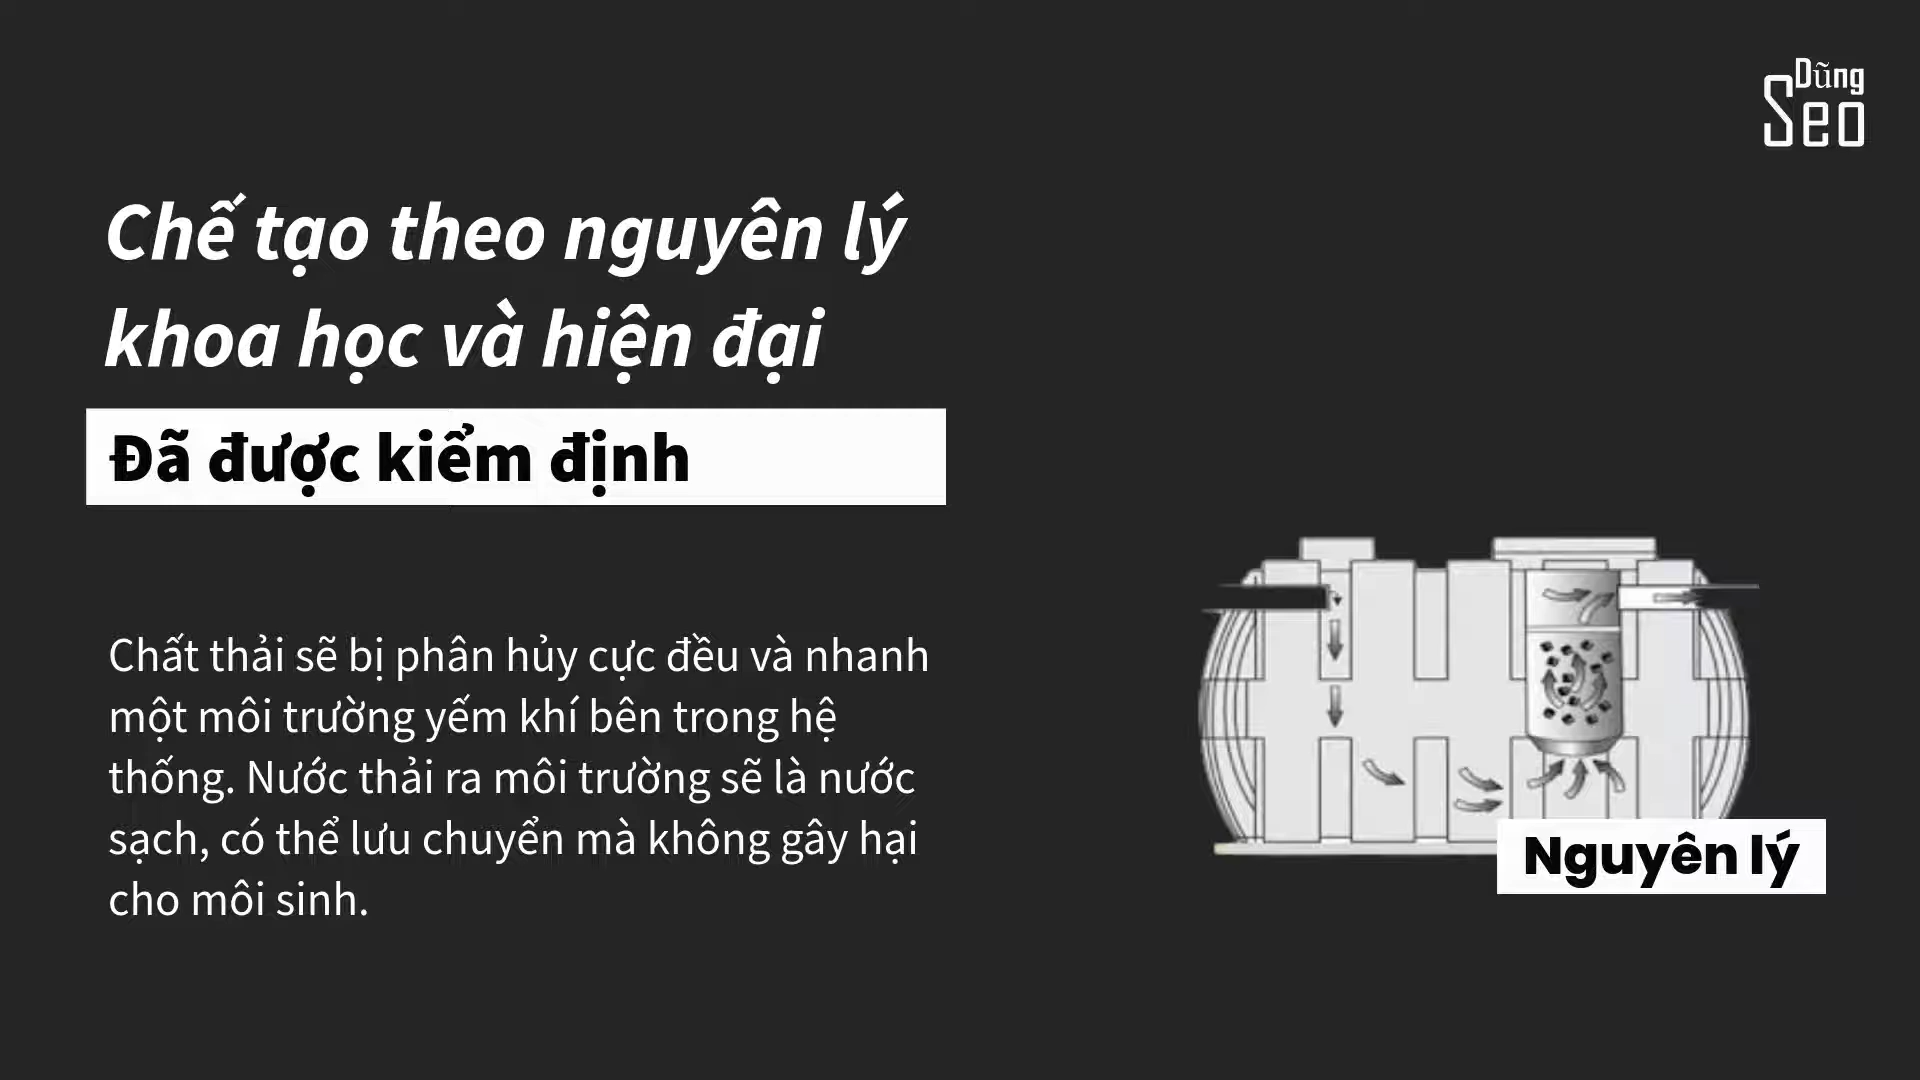 Dũng
Seo
Chế tạo theo nguyên lý
khoa học và hiện đại
Đã được kiểm định
Chất thải sẽ bị phân hủy cực đều và nhanh
một môi trường yếm khí bên trong hệ
thống. Nước thải ra môi trường sẽ là nước
sạch, có thể lưu chuyển mà không gây hại
cho môi sinh.
Nguyên lý